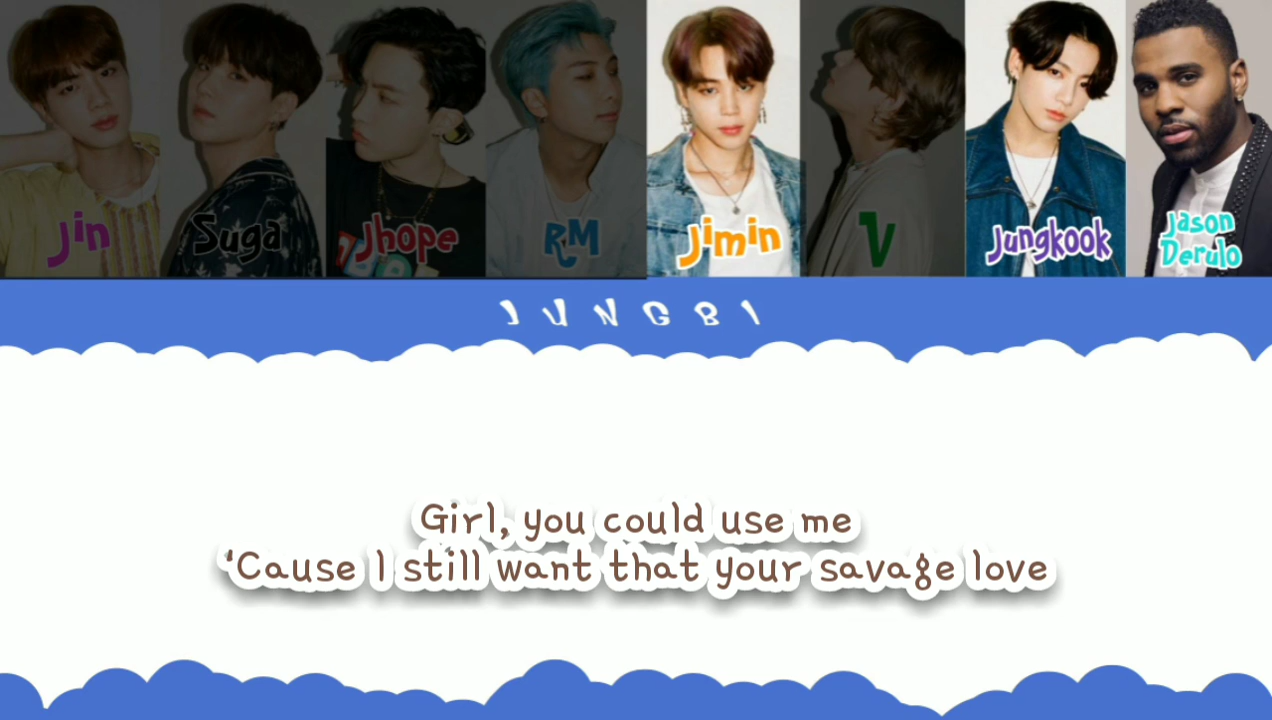 Jin
Suga
Jhope
RM
Jimin
V
Jungkook
Jason
Derulo
JUNGBI
Girl, you could use me
'Cause I still want that your savage love